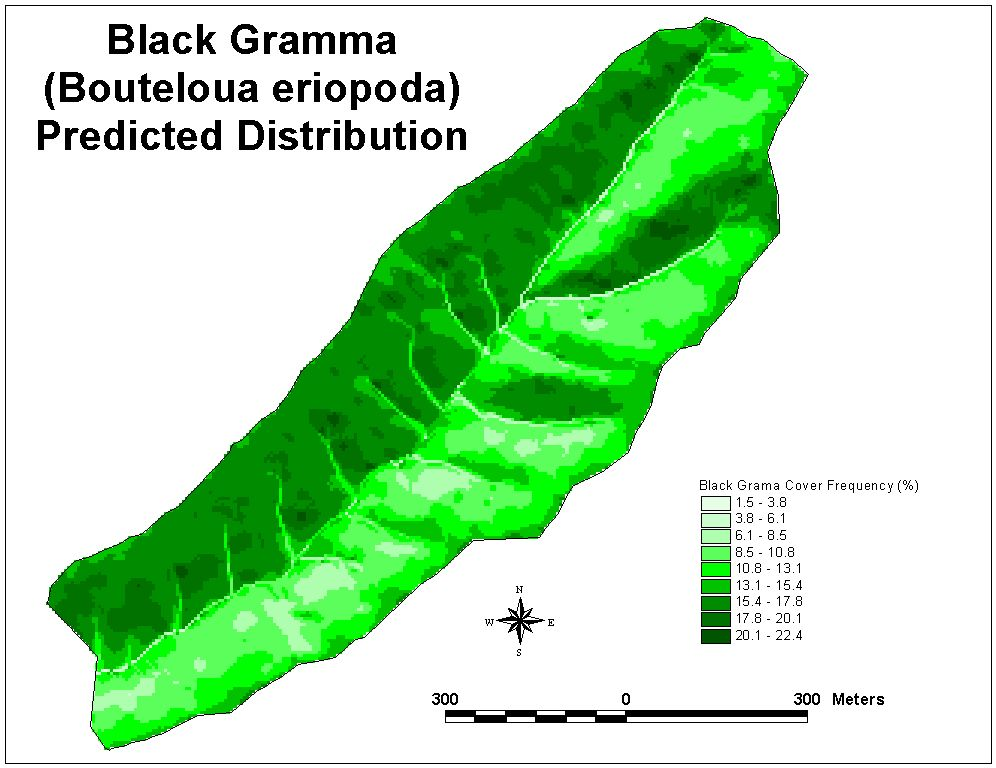 Black Gramma
(Bouteloua eriopoda)
Predicted Distribution
Black Grama Cover Frequency (%)
1.5 - 3.8
3.8 - 6.1
6.1 - 8.5
8.5 - 10.8
10.8 - 13.1
13.1 - 15.4
15.4 - 17.8
17.8 - 20.1
20.1 - 22.4
N
W E
S
300 0 300 Meters